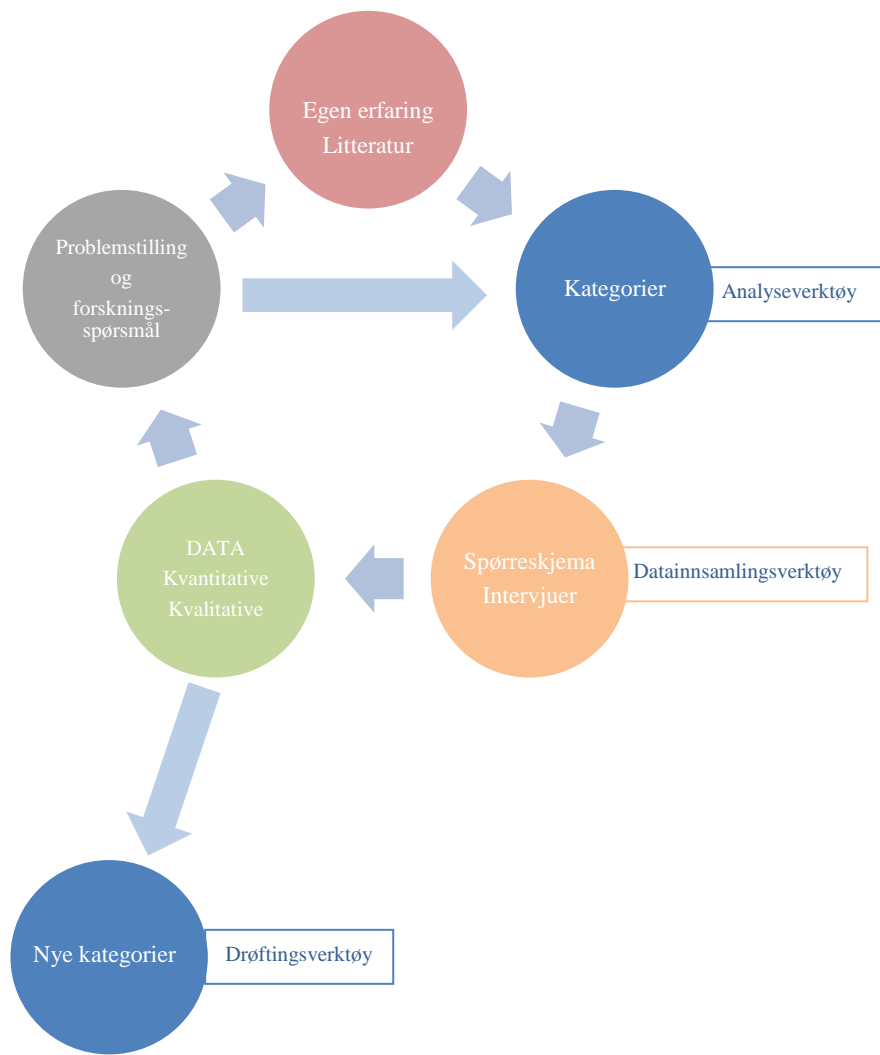 Egen erfaring
Litteratur
Problemstilling
og
forsknings-
spørsmål
Kategorier
Analyseverktøy
DATA
Kvantitative
Kvalitative
Spørreskjema
Intervjuer
Datainnsamlingsverktøy
Nye kategorier
Drøftingsverktøy